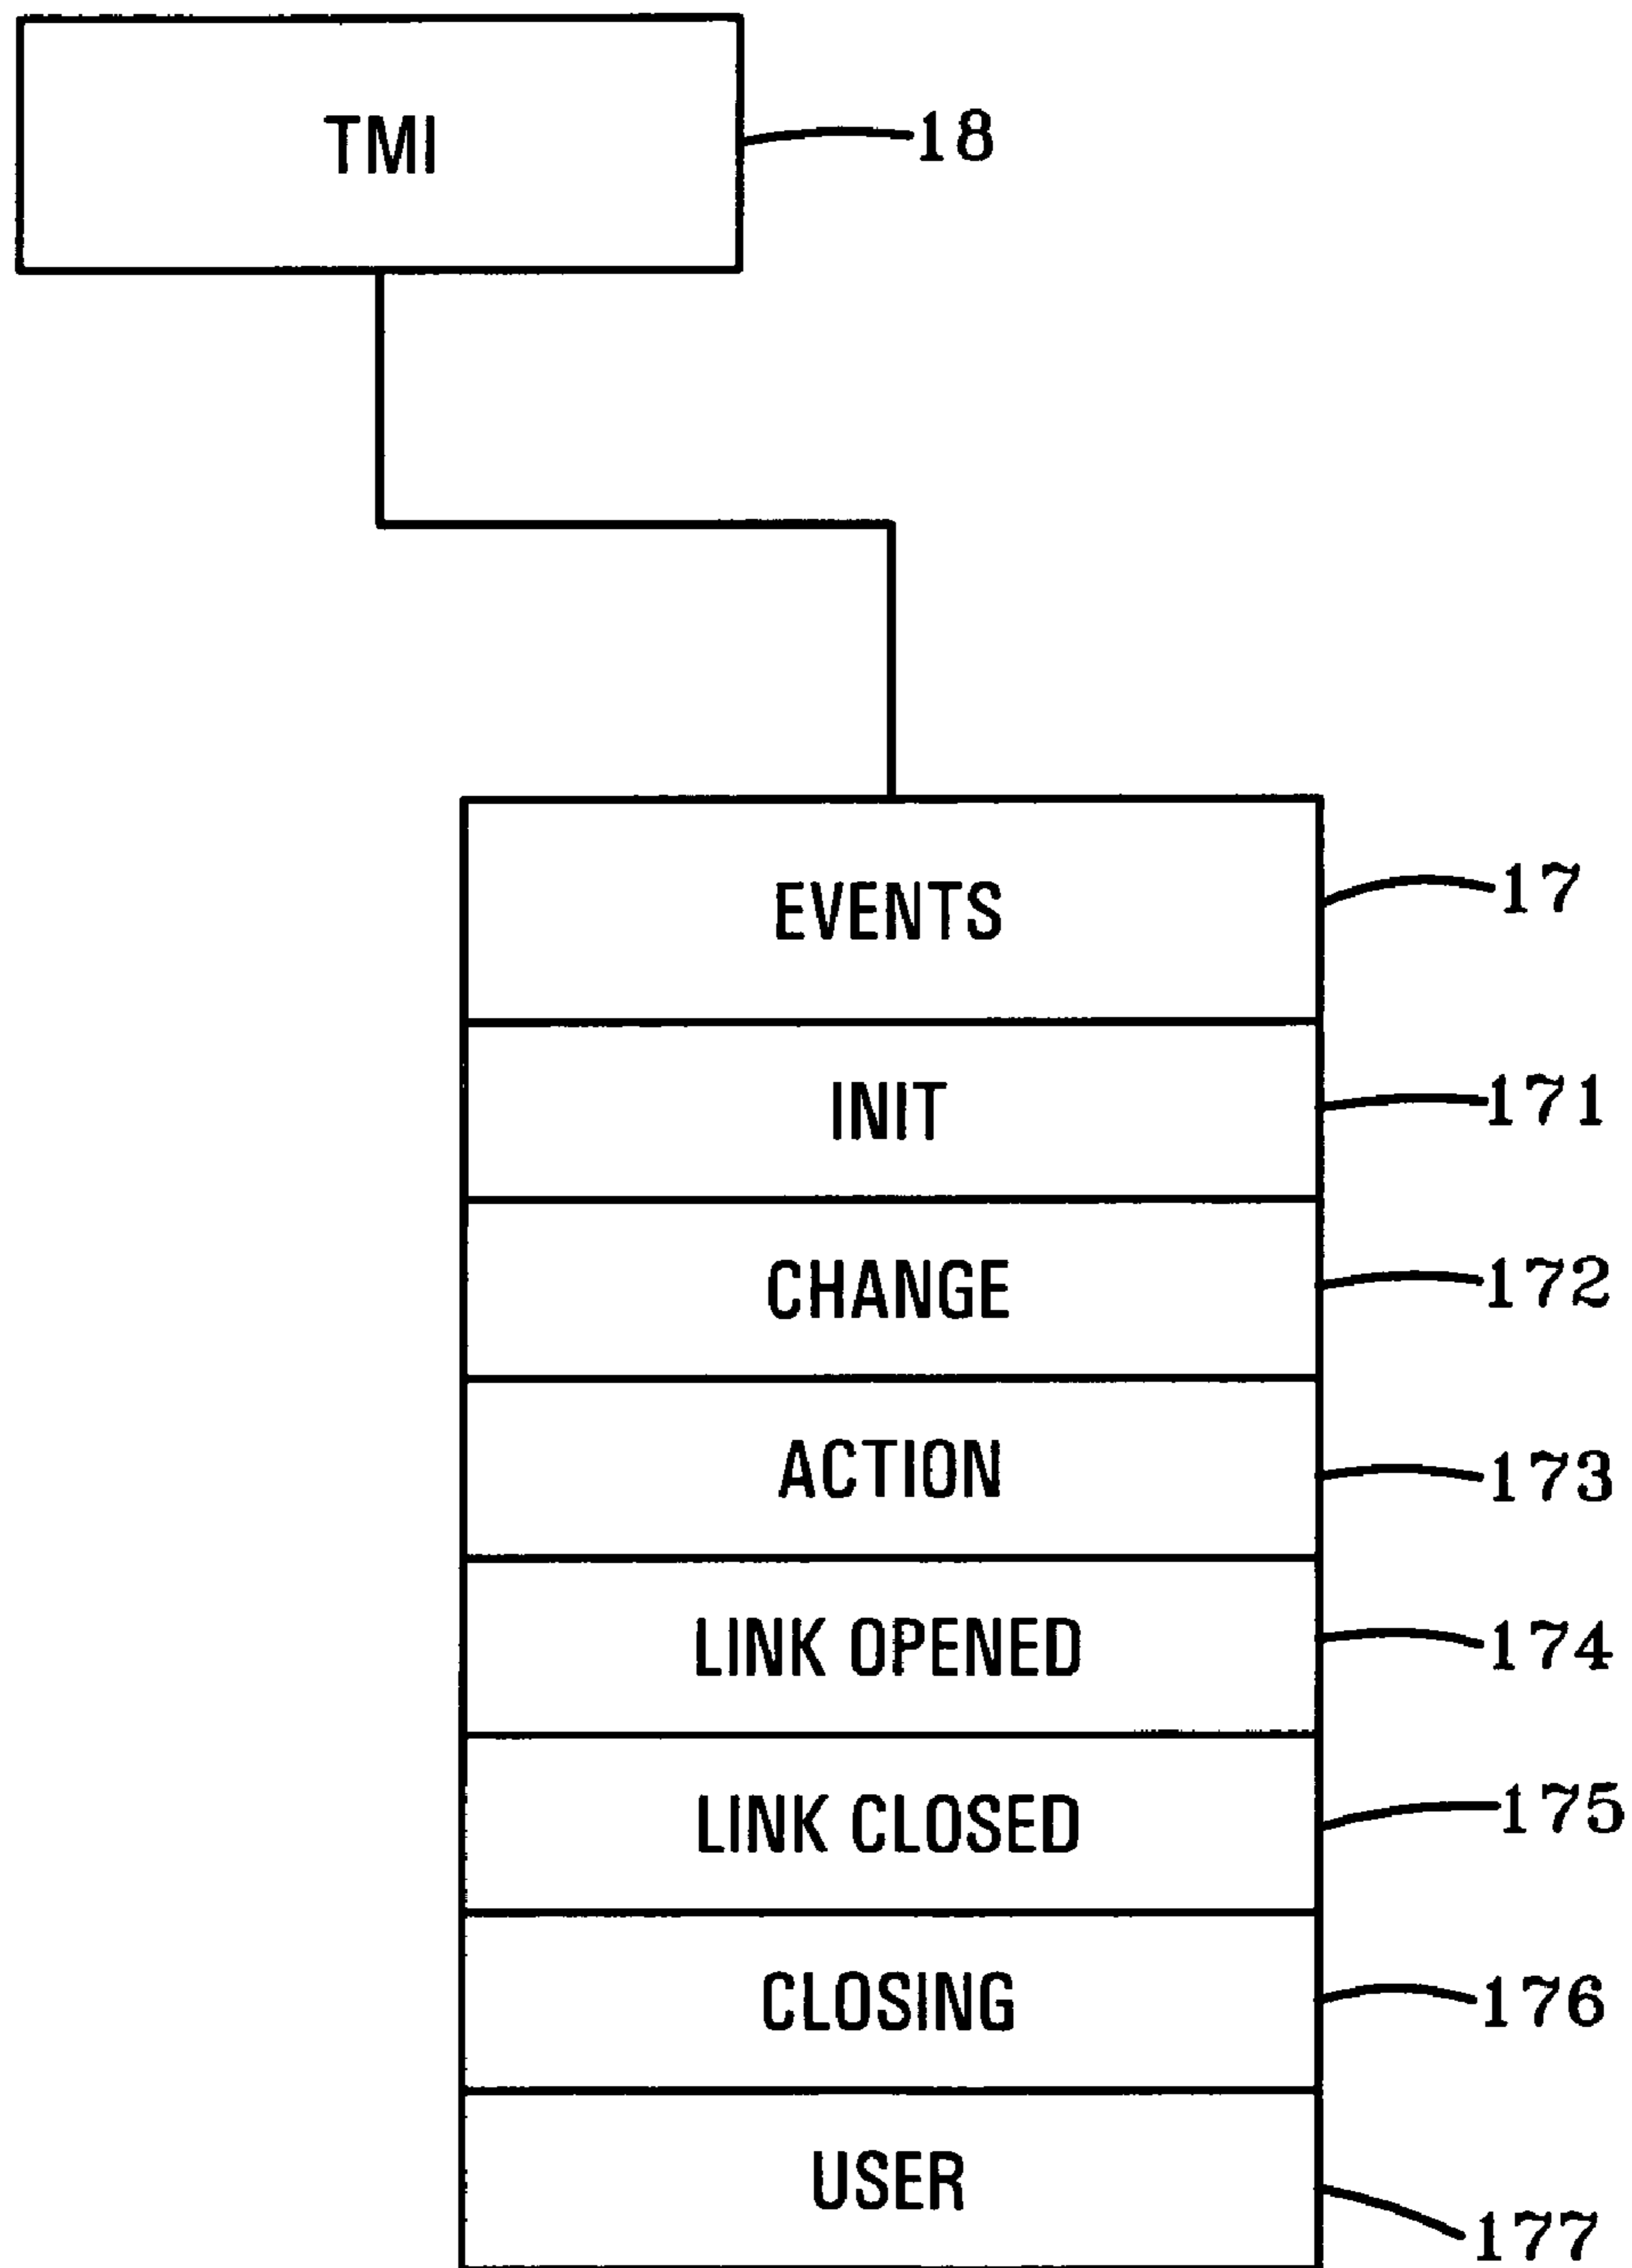 TMI 18
EVENTS 17
INIT 171
CHANGE 172
ACTION 173
LINK OPENED 174
LINK CLOSED 175
CLOSING 176
USER 177